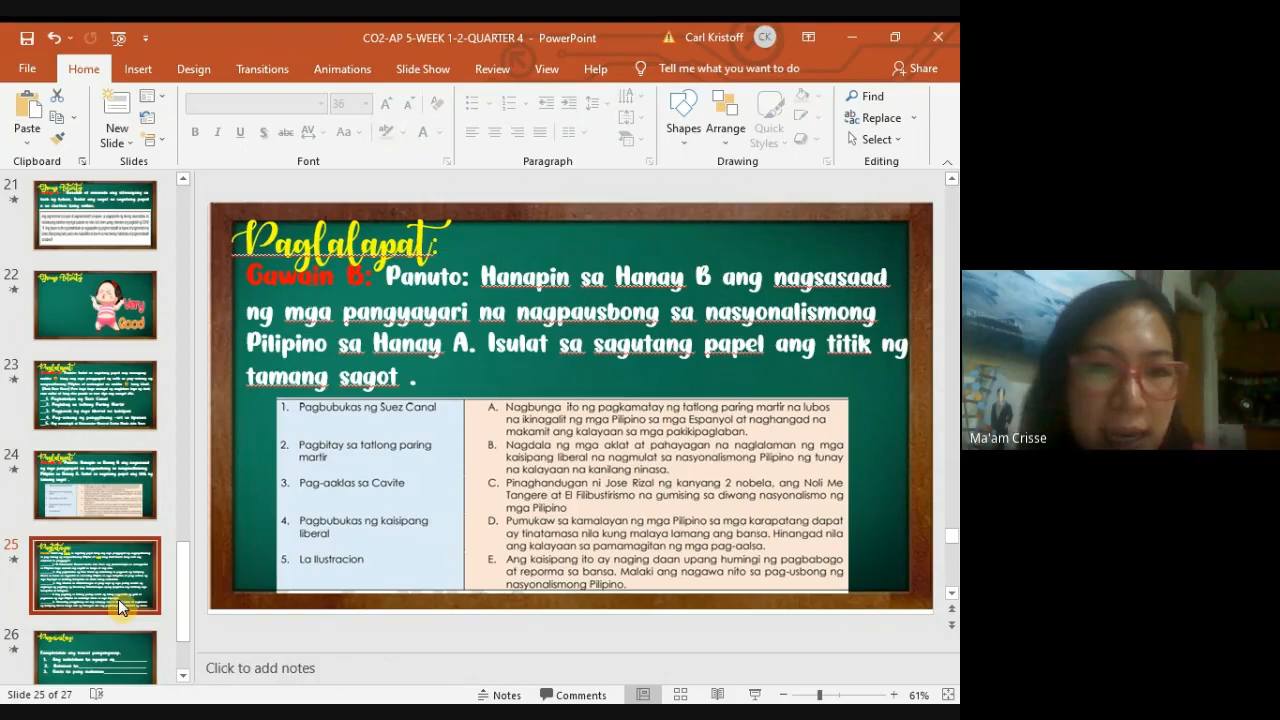 CO2-AP 5-WEEK 1-2-QUARTER 4 - PowerPoint
Carl Kristoff
CK
File Home Insert Design Transitions Animations Slide Show Review View Help Tell me what you want to do Share
Paste
New Slide
36
Shapes Arrange Quick Styles
Find
Replace
Select
Clipboard Slides Font Paragraph Drawing Editing
21
22
Very Good
23
24
25
26
Paglalapat:
Gawain B: Panuto: Hanapin sa Hanay B ang nagsasaad
ng mga pangyayari na nagpausbong sa nasyonalismong
Pilipino sa Hanay A. Isulat sa sagutang papel ang titik ng
tamang sagot .
1. Pagbubukas ng Suez Canal
2. Pagbitay sa tatlong paring
martir
3. Pag-aaklas sa Cavite
4. Pagbubukas ng kaisipang
liberal
5. La Ilustracion
A. Nagbunga ito ng pagkamatay ng tatlong paring martir na lubos
na ikinagalit ng mga Pilipino sa mga Espanyol at naghangad na
makamit ang kalayaan sa mga pakikipaglaban.
B. Nagdala ng mga aklat at pahayagan na naglalaman ng mga
kaisipang liberal na nagmulat sa nasyonalismong Pilipino ng tunay
na kalayaan na kanilang ninasa.
C. Pinaghandugan ni Jose Rizal ng kanyang 2 nobela, ang Noli Me
Tangere at El Filibustirismo na gumising sa diwang nasyonalismo ng
mga Pilipino
D. Pumukaw sa kamalayan ng mga Pilipino sa mga karapatang dapat
ay tinatamasa nila kung malaya lamang ang bansa. Hinangad nila
ang kalayaan sa pamamagitan ng mga pag-aalsa.
E. Ang kaisipang ito ay naging daan upang humingi ng pagbabago
at reporma sa bansa. Malaki ang nagawa nito sa pag-usbong ng
nasyonalismong Pilipino.
Click to add notes
Slide 25 of 27
Notes
Comments
61%
Ma'am Crisse